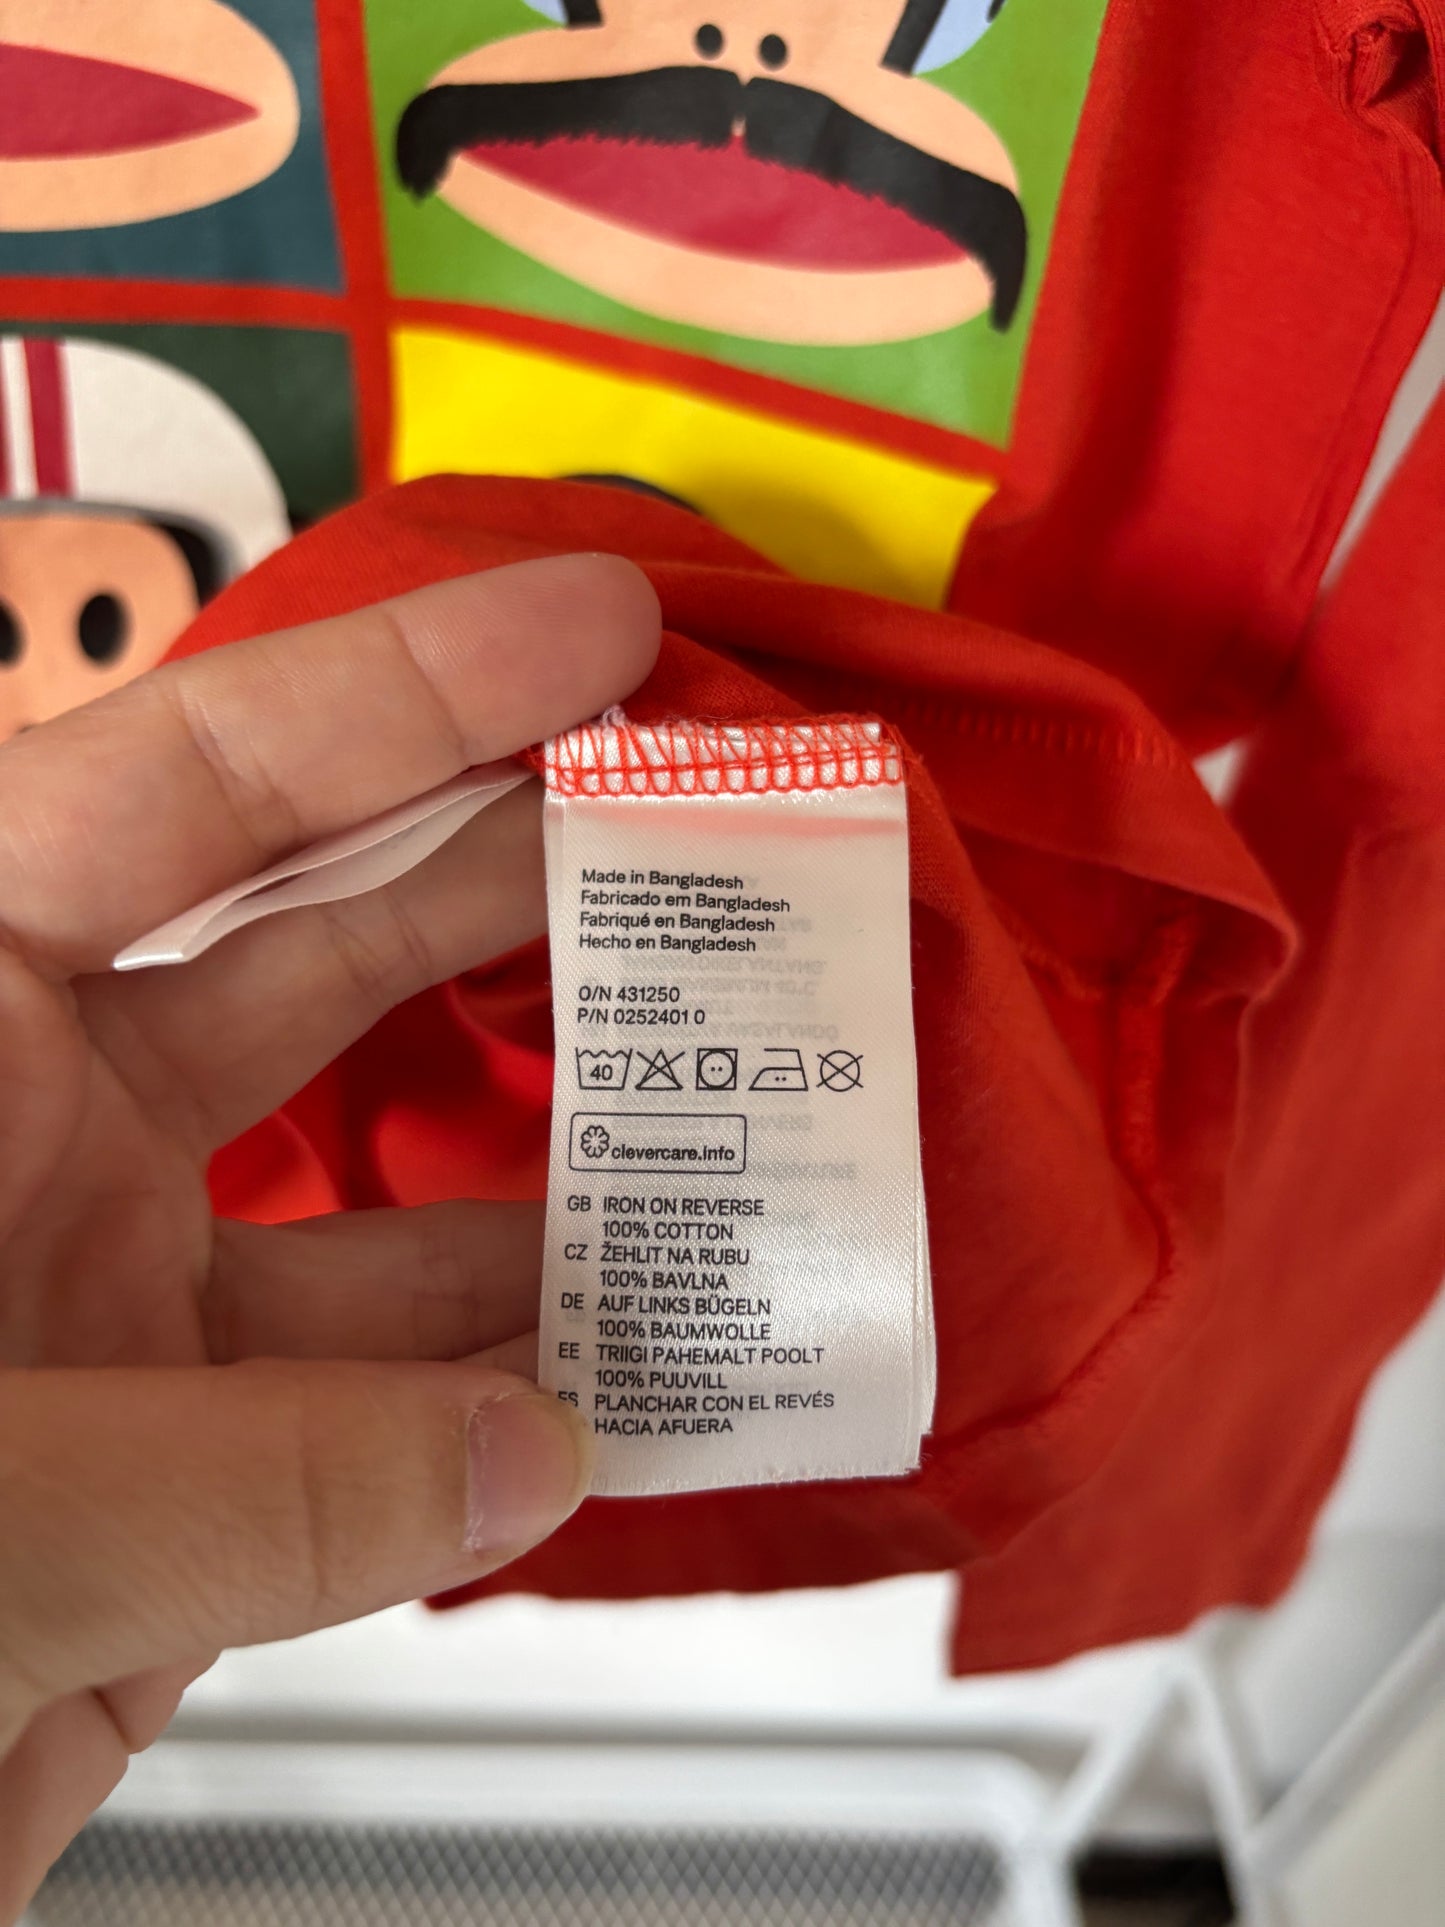 Made in Bangladesh
Fabricado em Bangladesh
Fabriqué en Bangladesh
Hecho en Bangladesh
O/N 431250
P/N 0252401 0
40
clevercare.info
GB IRON ON REVERSE
100% COTTON
CZ ŽEHLIT NA RUBU
100% BAVLNA
DE AUF LINKS BÜGELN
100% BAUMWOLLE
EE TRIIGI PAHEMALT POOLT
100% PUUVILL
ES PLANCHAR CON EL REVÉS
HACIA AFUERA